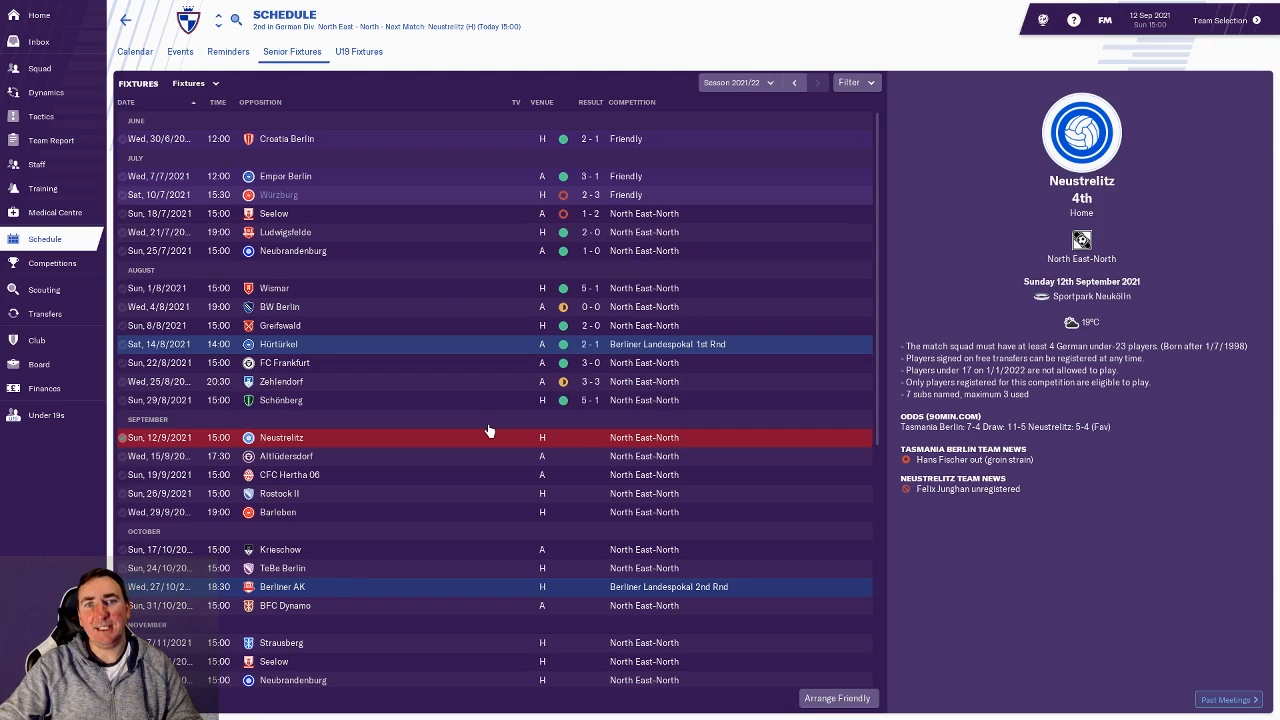 Home
Inbox
Squad
Dynamics
Tactics
Team Report
Staff
Training
Medical Centre
Schedule
Competitions
Scouting
Transfers
Club
Board
Finances
Under 19s
SCHEDULE
2nd in German Div. North East - North - Next Match: Neustrelitz (H) (Today 15:00)
? FM 12 Sep 2021 Sun 15:00 Team Selection
Calendar Events Reminders Senior Fixtures U19 Fixtures
FIXTURES Fixtures Season 2021/22 Filter
DATE TIME OPPOSITION TV VENUE RESULT COMPETITION
JUNE
Wed, 30/6/20... 12:00 Croatia Berlin H 2 - 1 Friendly
JULY
Wed, 7/7/2021 12:00 Empor Berlin A 3 - 1 Friendly
Sat, 10/7/2021 15:30 Würzburg H 2 - 3 Friendly
Sun, 18/7/2021 15:00 Seelow A 1 - 2 North East-North
Wed, 21/7/20... 19:00 Ludwigsfelde H 2 - 0 North East-North
Sun, 25/7/2021 15:00 Neubrandenburg A 1 - 0 North East-North
AUGUST
Sun, 1/8/2021 15:00 Wismar H 5 - 1 North East-North
Wed, 4/8/2021 19:00 BW Berlin A 0 - 0 North East-North
Sun, 8/8/2021 15:00 Greifswald H 2 - 0 North East-North
Sat, 14/8/2021 14:00 Hürtürkel A 2 - 1 Berliner Landespokal 1st Rnd
Sun, 22/8/2021 15:00 FC Frankfurt A 3 - 0 North East-North
Wed, 25/8/20... 20:30 Zehlendorf A 3 - 3 North East-North
Sun, 29/8/2021 15:00 Schönberg H 5 - 1 North East-North
SEPTEMBER
Sun, 12/9/2021 15:00 Neustrelitz H North East-North
Wed, 15/9/20... 17:30 Altlüdersdorf A North East-North
Sun, 19/9/2021 15:00 CFC Hertha 06 A North East-North
Sun, 26/9/2021 15:00 Rostock II H North East-North
Wed, 29/9/20... 19:00 Barleben H North East-North
OCTOBER
Sun, 17/10/20... 15:00 Krieschow A North East-North
Sun, 24/10/20... 15:00 TeBe Berlin H North East-North
Wed, 27/10/2... 18:30 Berliner AK H Berliner Landespokal 2nd Rnd
Sun, 31/10/20... 15:00 BFC Dynamo A North East-North
NOVEMBER
7/11/2021 15:00 Strausberg H North East-North
15:00 Seelow H North East-North
15:00 Neubrandenburg H North East-North
Arrange Friendly
Neustrelitz
4th
Home
North East-North
Sunday 12th September 2021
Sportpark Neukölln
19°C
- The match squad must have at least 4 German under-23 players. (Born after 1/7/1998)
- Players signed on free transfers can be registered at any time.
- Players under 17 on 1/1/2022 are not allowed to play.
- Only players registered for this competition are eligible to play.
- 7 subs named, maximum 3 used
ODDS (90MIN.COM)
Tasmania Berlin: 7-4 Draw: 11-5 Neustrelitz: 5-4 (Fav)
TASMANIA BERLIN TEAM NEWS
Hans Fischer out (groin strain)
NEUSTRELITZ TEAM NEWS
Felix Junghan unregistered
Past Meetings